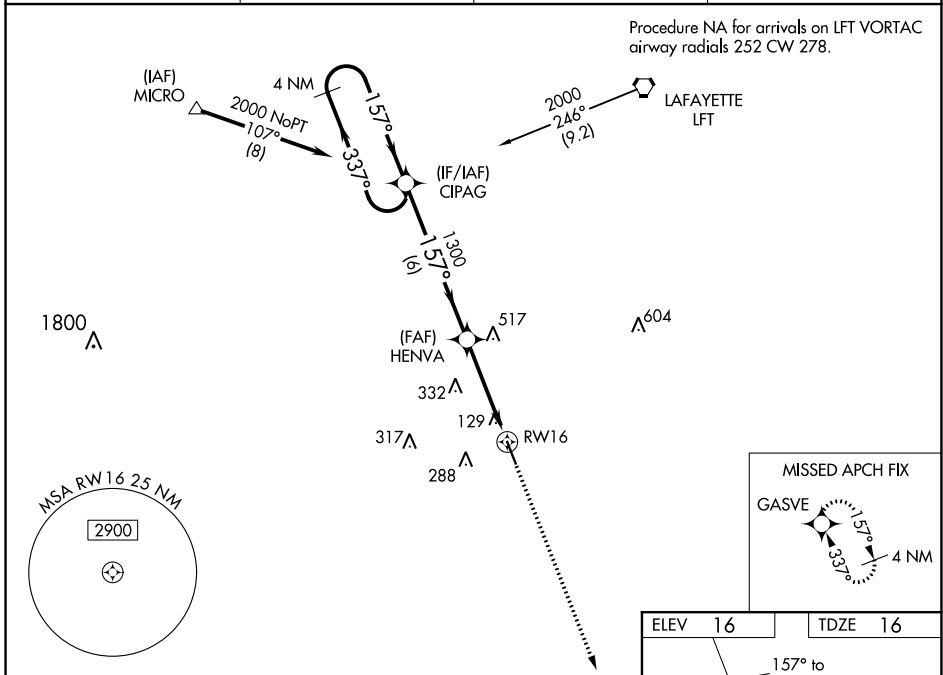 Procedure NA for arrivals on LFT VORTAC
airway radials 252 CW 278.
(IAF)
MICRO
2000 NoPT
107°
(8)
4 NM
157°
337°
2000
246°
(9.2)
LAFAYETTE
LFT
(IF/IAF)
CIPAG
1300
157°
(6)
1800
(FAF)
HENVA
517
604
332
129
RW16
317
288
MSA RW16 25 NM
2900
MISSED APCH FIX
GASVE
157°
337°
4 NM
ELEV 16
TDZE 16
157° to